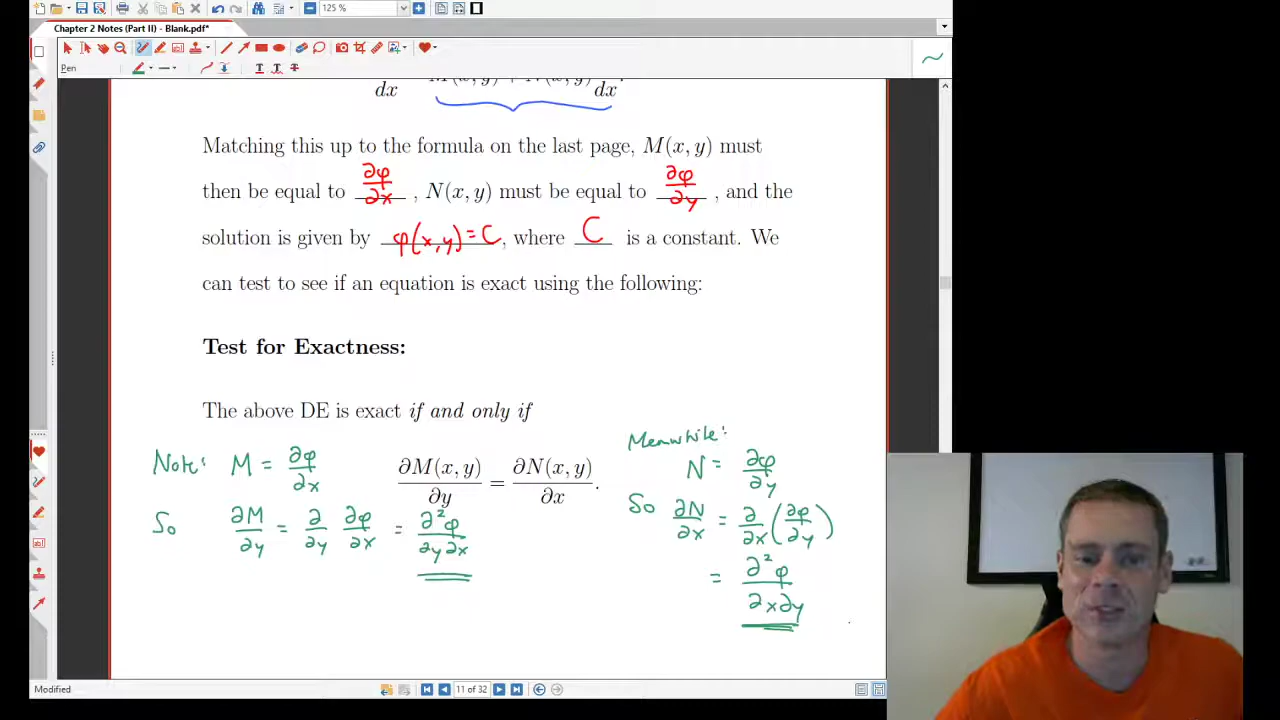 125 %
Chapter 2 Notes (Part II) - Blank.pdf*
Pen
dx M(x, y) + N(x, y) dx .
Matching this up to the formula on the last page, M(x, y) must
then be equal to ∂φ/∂x , N(x, y) must be equal to ∂φ/∂y , and the
solution is given by φ(x,y)=C, where C is a constant. We
can test to see if an equation is exact using the following:
Test for Exactness:
The above DE is exact if and only if
∂M(x, y)/∂y = ∂N(x, y)/∂x .
Note: M = ∂φ/∂x
So ∂M/∂y = ∂/∂y ∂φ/∂x = ∂²φ/∂y∂x
Meanwhile:
N = ∂φ/∂y
So ∂N/∂x = ∂/∂x (∂φ/∂y)
= ∂²φ/∂x∂y
Modified
11 of 32